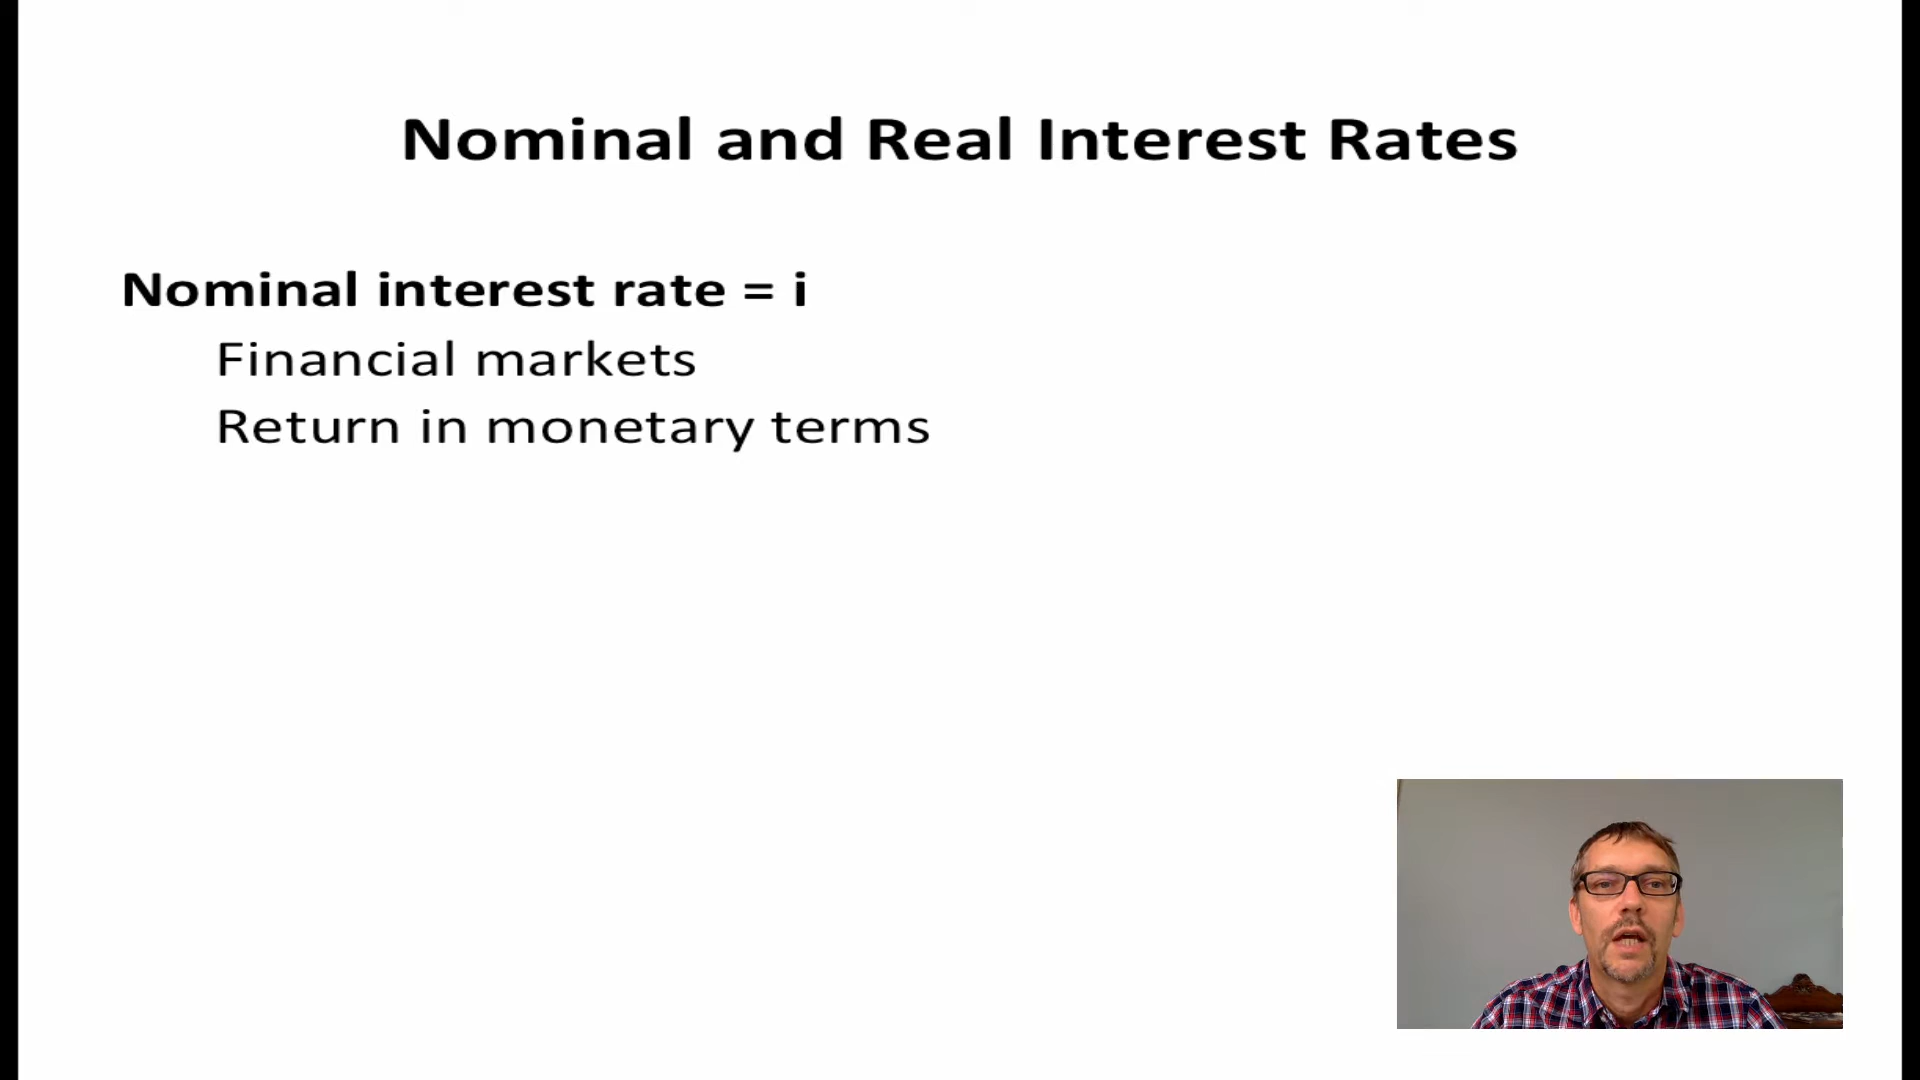 Nominal and Real Interest Rates
Nominal interest rate = i
Financial markets
Return in monetary terms